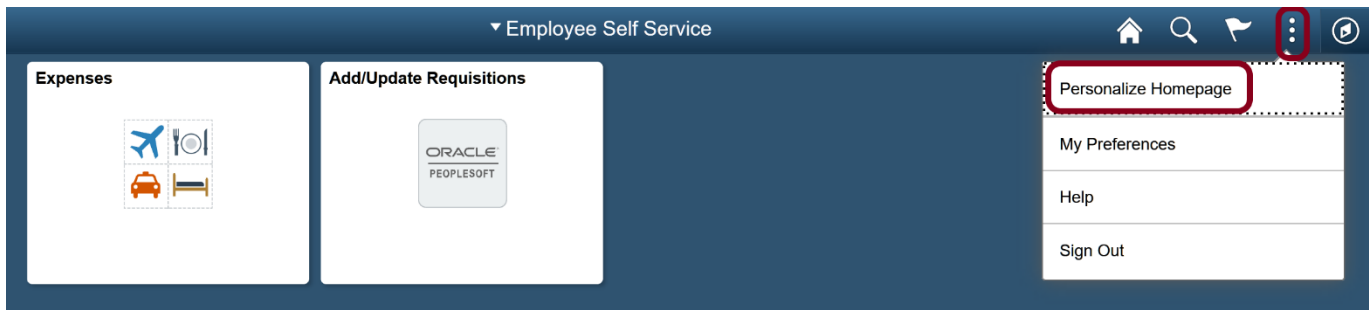 Employee Self Service
Expenses
Add/Update Requisitions
ORACLE
PEOPLESOFT
Personalize Homepage
My Preferences
Help
Sign Out